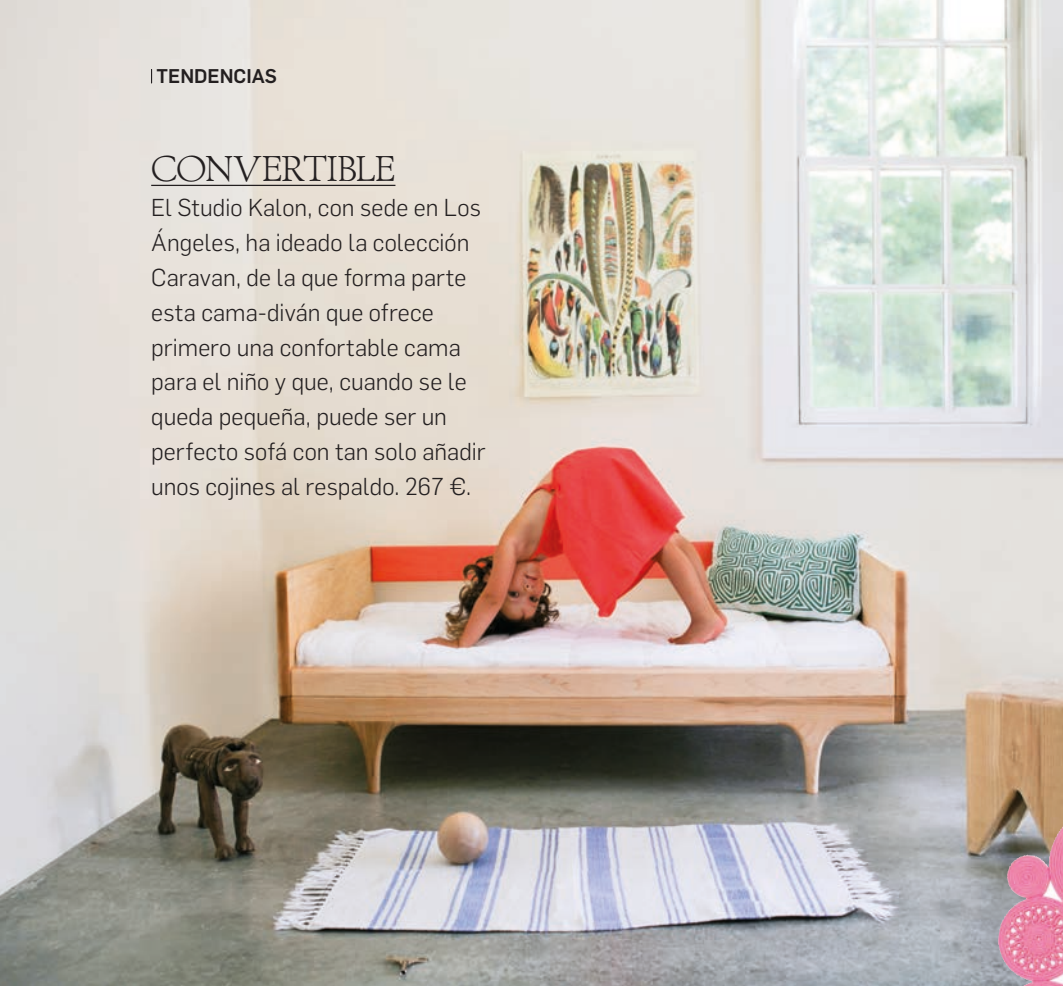 TENDENCIAS
CONVERTIBLE
El Studio Kalon, con sede en Los
Ángeles, ha ideado la colección
Caravan, de la que forma parte
esta cama-diván que ofrece
primero una confortable cama
para el niño y que, cuando se le
queda pequeña, puede ser un
perfecto sofá con tan solo añadir
unos cojines al respaldo. 267 €.